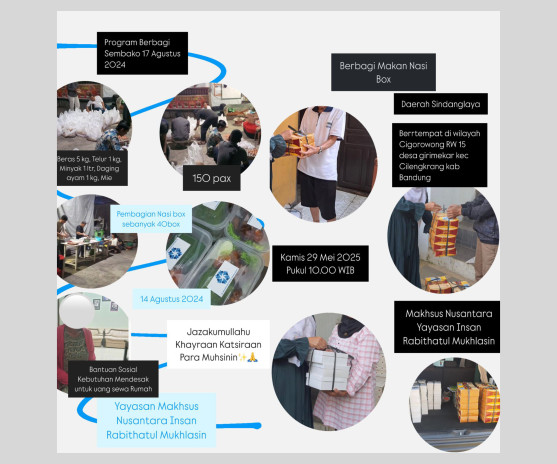 Program Berbagi
Sembako 17 Agustus
2024
Beras 5 kg, Telur 1 kg,
Minyak 1 ltr, Daging
ayam 1 kg, Mie
150 pax
Pembagian Nasi box
sebanyak 40box
14 Agustus 2024
Jazakumullahu
Khayraan Katsiraan
Para Muhsinin✨🙏
Bantuan Sosial
Kebutuhan Mendesak
untuk uang sewa Rumah
Yayasan Makhsus
Nusantara Insan
Rabithatul Mukhlasin
Berbagi Makan Nasi
Box
Daerah Sindanglaya
Berrtempat di wilayah
Cigorowong RW 15
desa girimekar kec
Cilengkrang kab
Bandung
Kamis 29 Mei 2025
Pukul 10.00 WIB
Makhsus Nusantara
Yayasan Insan
Rabithatul Mukhlasin